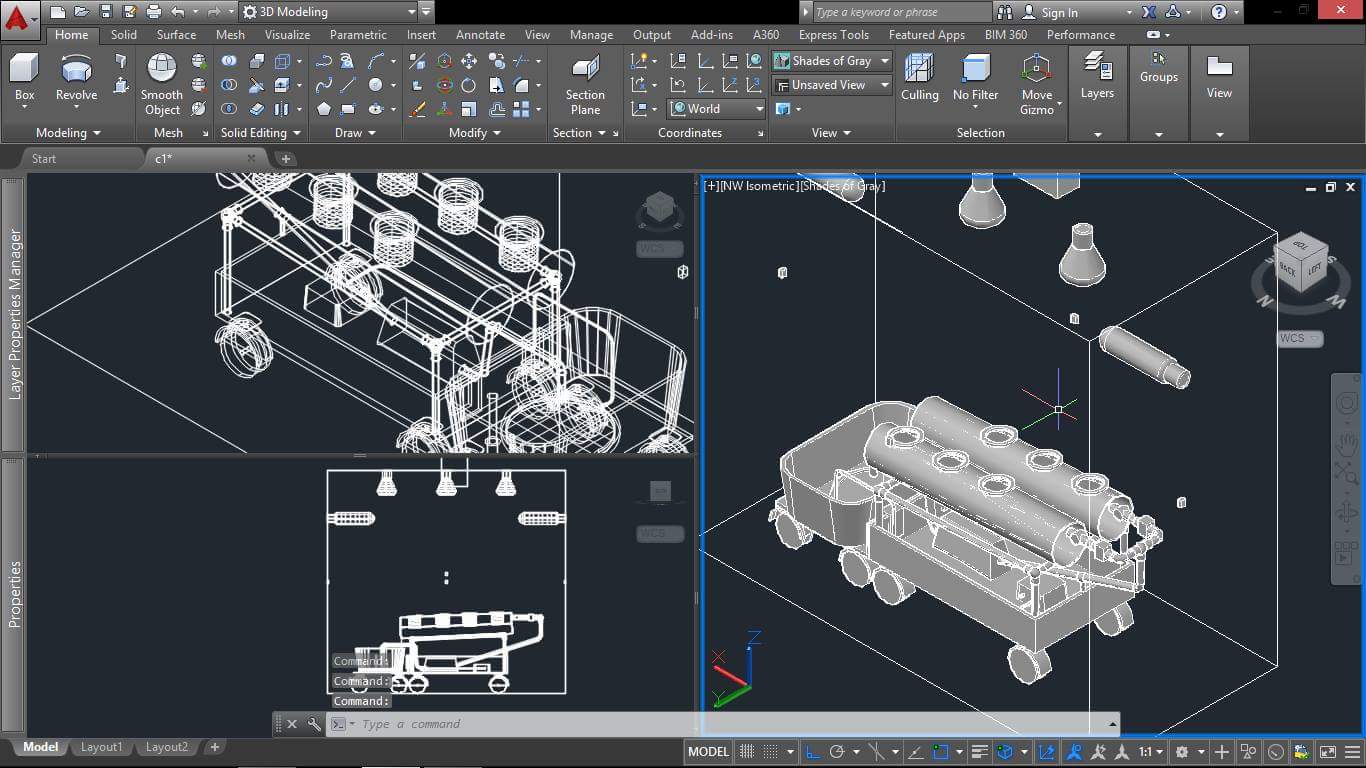 3D Modeling Type a keyword or phrase Sign In
Home Solid Surface Mesh Visualize Parametric Insert Annotate View Manage Output Add-ins A360 Express Tools Featured Apps BIM 360 Performance
Box Revolve Smooth Object Section Plane Shades of Gray Unsaved View World Culling No Filter Move Gizmo Layers Groups View
Modeling Mesh Solid Editing Draw Modify Section Coordinates View Selection
Start c1*
Layer Properties Manager
Properties
WCS
WCS
[+][NW Isometric][Shades of Gray]
TOP
BACK LEFT
N W S
WCS
Z
X
Y
Command:
Command:
Command:
Type a command
Model Layout1 Layout2 +
MODEL 1:1